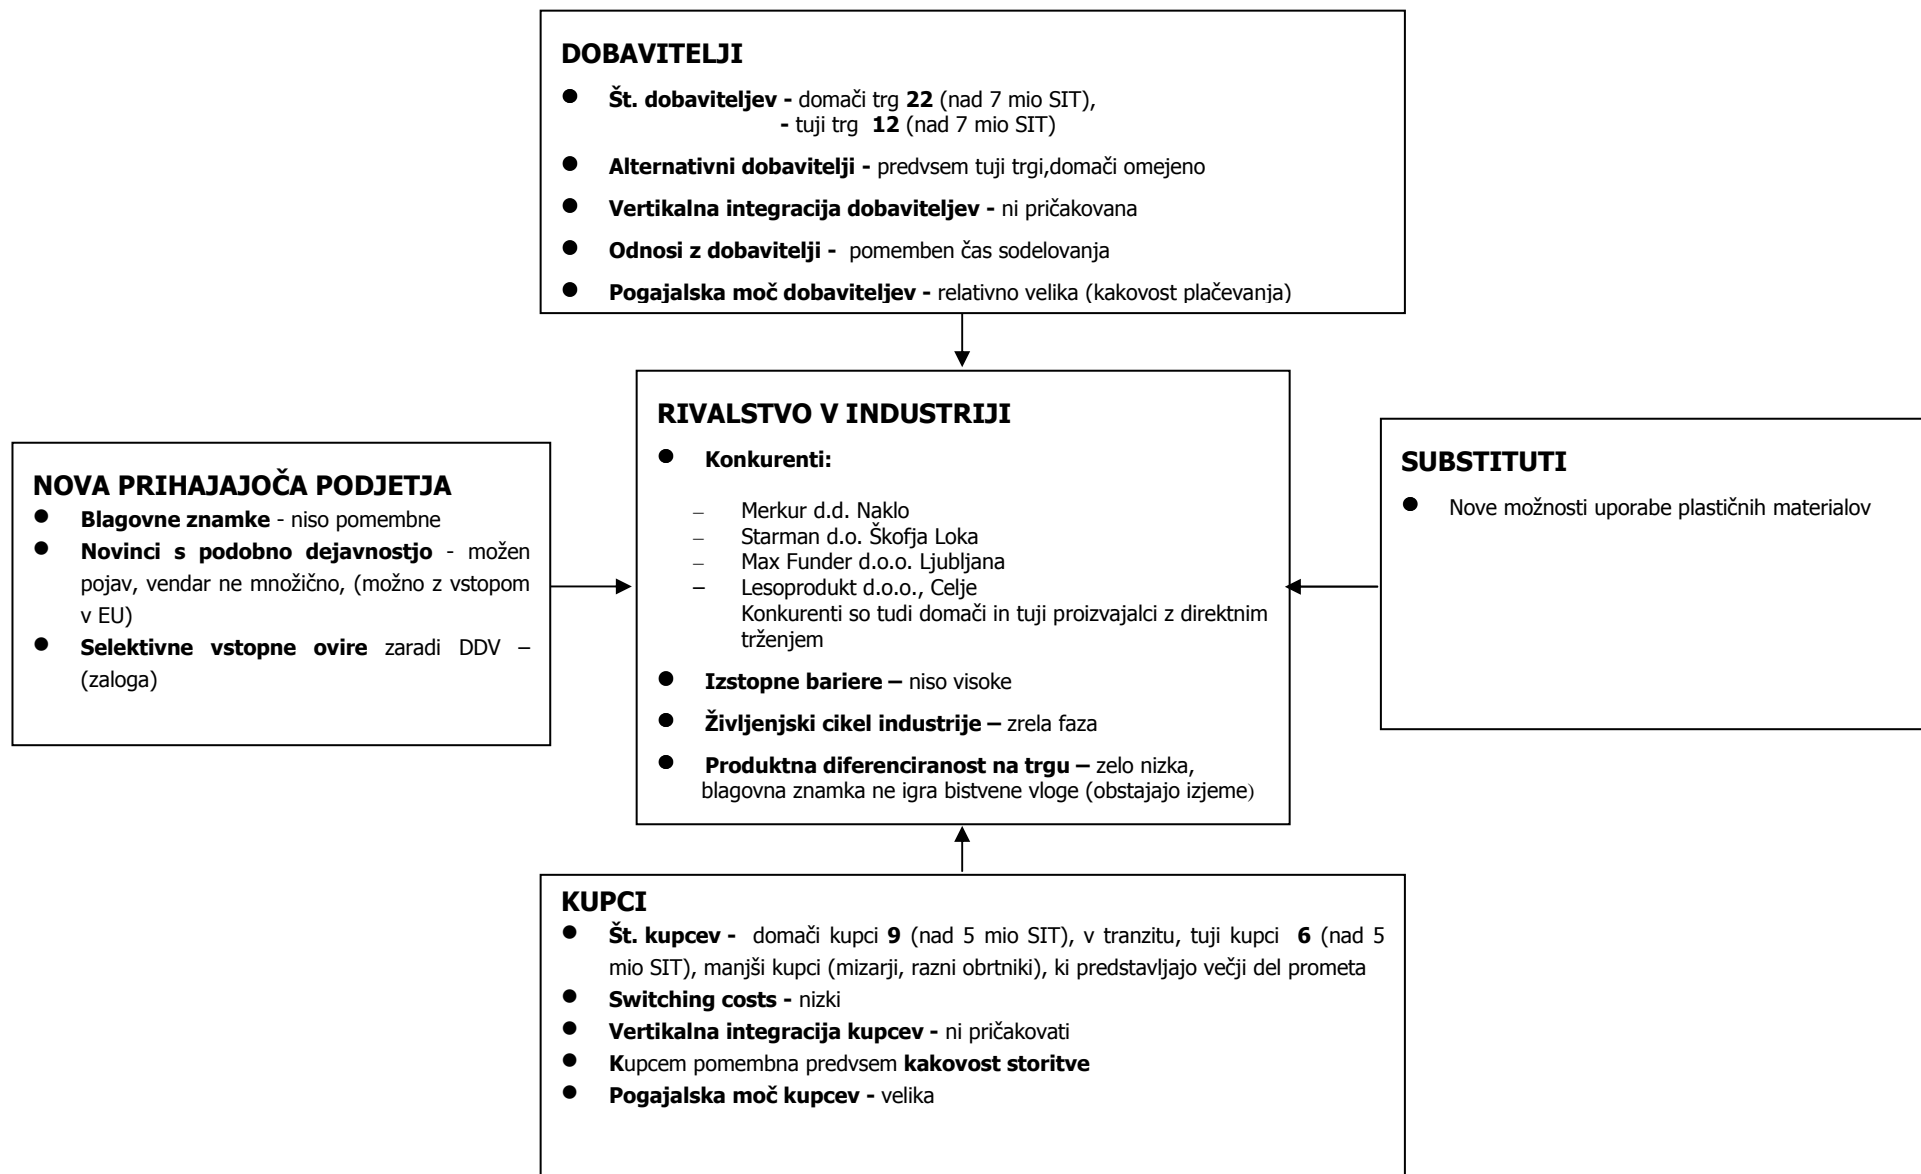 DOBAVITELJI
● Št. dobaviteljev - domači trg 22 (nad 7 mio SIT),
- tuji trg 12 (nad 7 mio SIT)
● Alternativni dobavitelji - predvsem tuji trgi,domači omejeno
● Vertikalna integracija dobaviteljev - ni pričakovana
● Odnosi z dobavitelji - pomemben čas sodelovanja
● Pogajalska moč dobaviteljev - relativno velika (kakovost plačevanja)
NOVA PRIHAJAJOČA PODJETJA
● Blagovne znamke - niso pomembne
● Novinci s podobno dejavnostjo - možen
pojav, vendar ne množično, (možno z vstopom
v EU)
● Selektivne vstopne ovire zaradi DDV –
(zaloga)
RIVALSTVO V INDUSTRIJI
● Konkurenti:
– Merkur d.d. Naklo
– Starman d.o. Škofja Loka
– Max Funder d.o.o. Ljubljana
– Lesoprodukt d.o.o., Celje
Konkurenti so tudi domači in tuji proizvajalci z direktnim
trženjem
● Izstopne bariere – niso visoke
● Življenjski cikel industrije – zrela faza
● Produktna diferenciranost na trgu – zelo nizka,
blagovna znamka ne igra bistvene vloge (obstajajo izjeme)
SUBSTITUTI
● Nove možnosti uporabe plastičnih materialov
KUPCI
● Št. kupcev - domači kupci 9 (nad 5 mio SIT), v tranzitu, tuji kupci 6 (nad 5
mio SIT), manjši kupci (mizarji, razni obrtniki), ki predstavljajo večji del prometa
● Switching costs - nizki
● Vertikalna integracija kupcev - ni pričakovati
● Kupcem pomembna predvsem kakovost storitve
● Pogajalska moč kupcev - velika